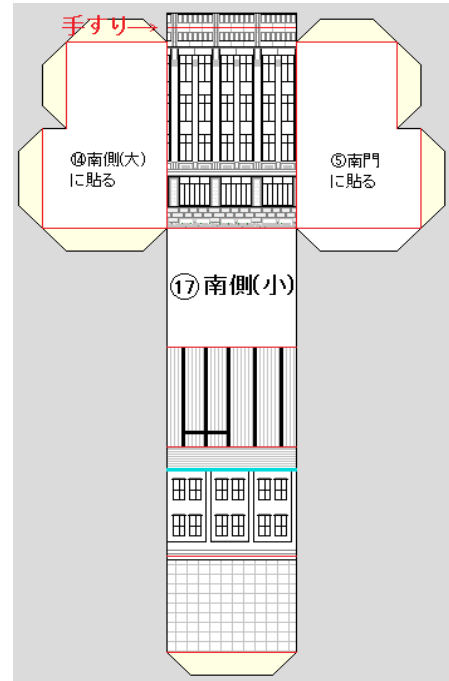 手すり→
⑭南側(大)
に貼る
⑤南門
に貼る
⑰南側(小)